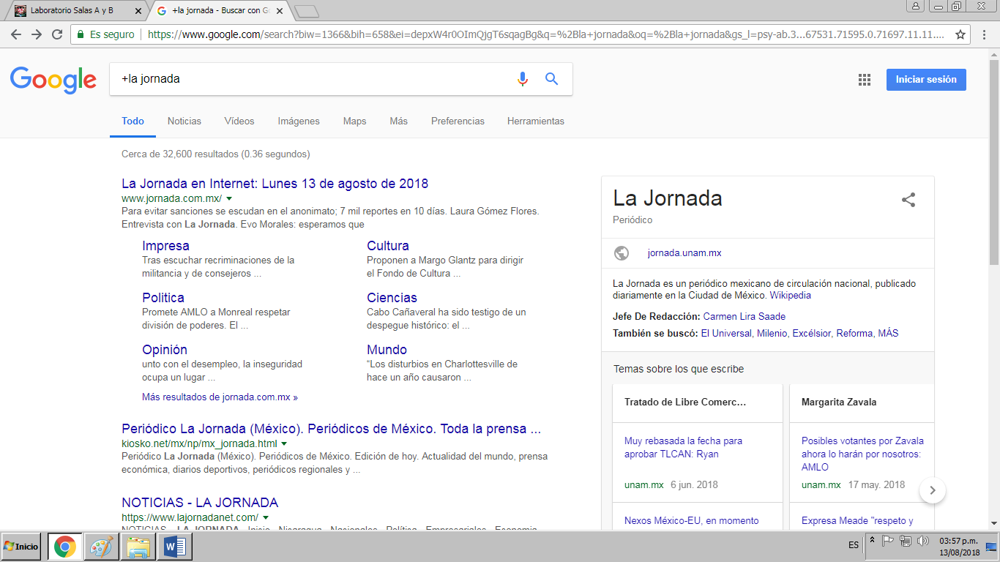 Laboratorio Salas A y B
+la jornada - Buscar con Go
Es seguro
https://www.google.com/search?biw=1366&bih=658&ei=depxW4r0OImQjgT6sqagBg&q=%2Bla+jornada&oq=%2Bla+jornada&gs_l=psy-ab.3...67531.71595.0.71697.11.11....
Google
+la jornada
Iniciar sesión
Todo Noticias Vídeos Imágenes Maps Más Preferencias Herramientas
Cerca de 32,600 resultados (0.36 segundos)
La Jornada en Internet: Lunes 13 de agosto de 2018
www.jornada.com.mx/
Para evitar sanciones se escudan en el anonimato; 7 mil reportes en 10 días. Laura Gómez Flores.
Entrevista con La Jornada. Evo Morales: esperamos que
Impresa
Tras escuchar recriminaciones de la
militancia y de consejeros ...
Cultura
Proponen a Margo Glantz para dirigir
el Fondo de Cultura ...
Politica
Promete AMLO a Monreal respetar
división de poderes. El ...
Ciencias
Cabo Cañaveral ha sido testigo de un
despegue histórico: el ...
Opinión
unto con el desempleo, la inseguridad
ocupa un lugar ...
Mundo
“Los disturbios en Charlottesville de
hace un año causaron ...
Más resultados de jornada.com.mx »
Periódico La Jornada (México). Periódicos de México. Toda la prensa ...
kiosko.net/mx/np/mx_jornada.html
Periódico La Jornada (México). Periódicos de México. Edición de hoy. Actualidad del mundo, prensa
económica, diarios deportivos, periódicos regionales y ...
NOTICIAS - LA JORNADA
https://www.lajornadanet.com/
NOTICIAS - LA JORNADA - Inicio · Nicaragua · Nacionales · Política · Empresariales · Economia
La Jornada
Periódico
jornada.unam.mx
La Jornada es un periódico mexicano de circulación nacional, publicado
diariamente en la Ciudad de México. Wikipedia
Jefe De Redacción: Carmen Lira Saade
También se buscó: El Universal, Milenio, Excélsior, Reforma, MÁS
Temas sobre los que escribe
Tratado de Libre Comerc...
Muy rebasada la fecha para
aprobar TLCAN: Ryan
unam.mx 6 jun. 2018
Nexos México-EU, en momento
Margarita Zavala
Posibles votantes por Zavala
ahora lo harán por nosotros:
AMLO
unam.mx 17 may. 2018
Expresa Meade "respeto y
Inicio
ES
03:57 p.m.
13/08/2018